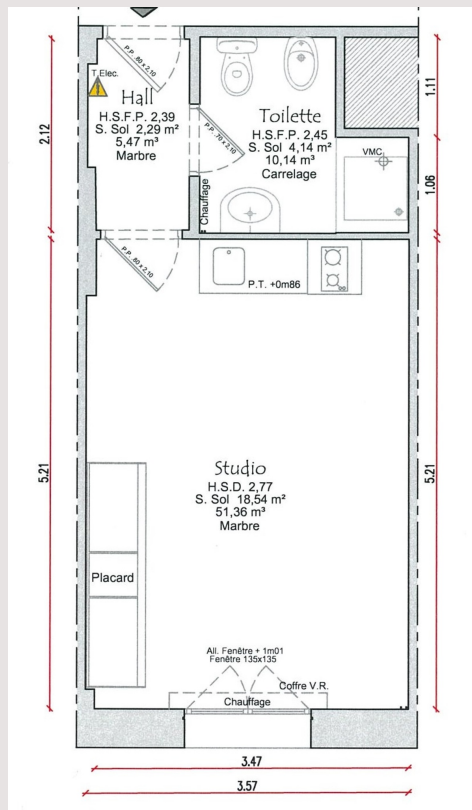 P.P. 80 x 2,10
T.Elec.
Hall
H.S.F.P. 2,39
S. Sol 2,29 m²
5,47 m³
Marbre
P.P. 70 x 2,10
Toilette
H.S.F.P. 2,45
S. Sol 4,14 m²
10,14 m³
Carrelage
VMC
Chauffage
2.12
1.11
1.06
P.P. 80 x 2,10
P.T. +0m86
5.21
5.21
Studio
H.S.D. 2,77
S. Sol 18,54 m²
51,36 m³
Marbre
Placard
All. Fenêtre + 1m01
Fenêtre 135x135
Coffre V.R.
Chauffage
3.47
3.57